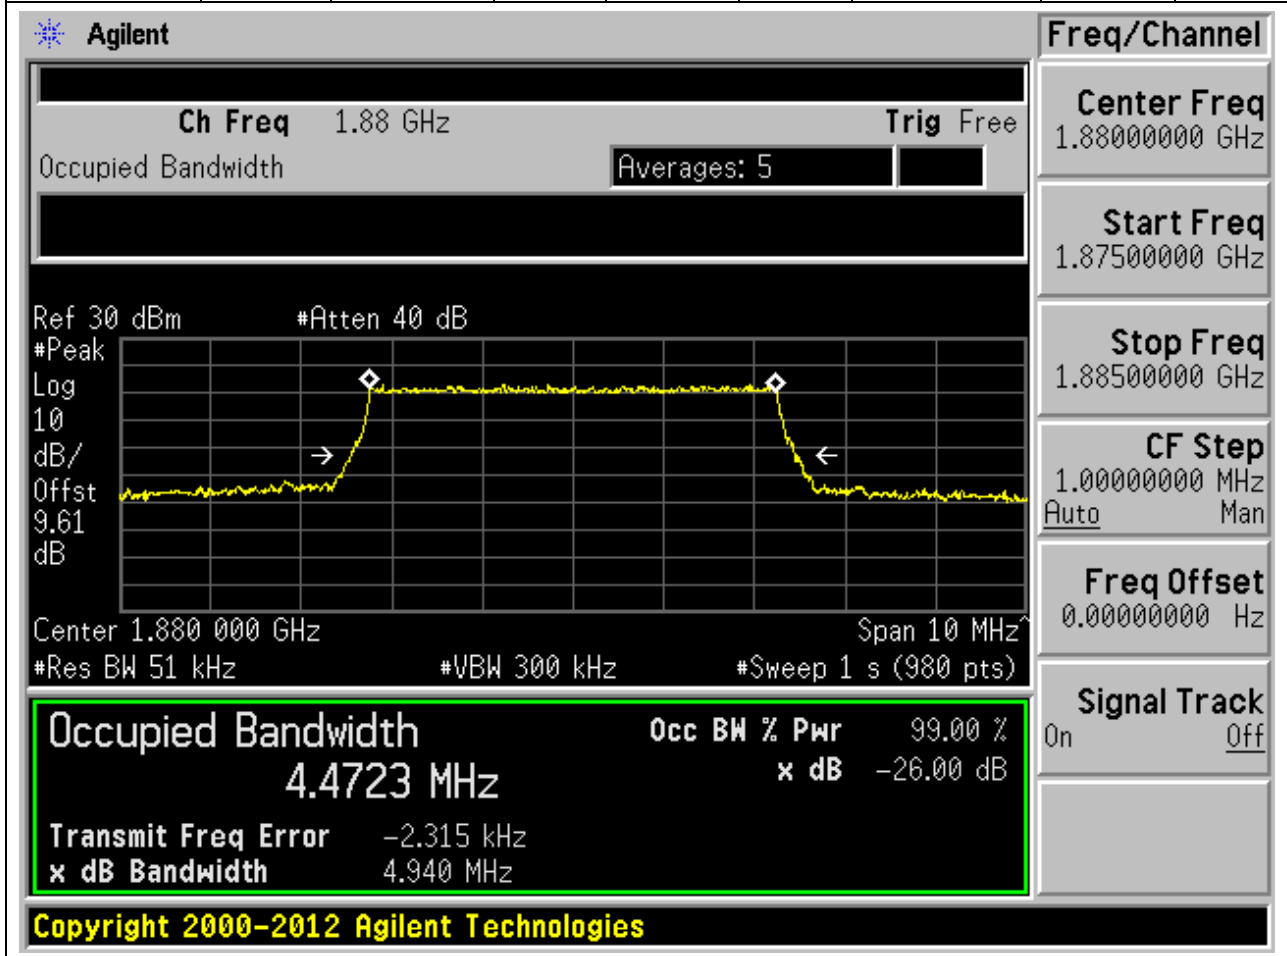 Agilent
Freq/Channel
Ch Freq 1.88 GHz Trig Free
Occupied Bandwidth Averages: 5
Center Freq
1.88000000 GHz
Start Freq
1.87500000 GHz
Stop Freq
1.88500000 GHz
CF Step
1.00000000 MHz
Auto Man
Freq Offset
0.00000000 Hz
Signal Track
On Off
Ref 30 dBm #Atten 40 dB
#Peak
Log
10
dB/
Offst
9.61
dB
Center 1.880 000 GHz Span 10 MHz^
#Res BW 51 kHz #VBW 300 kHz #Sweep 1 s (980 pts)
Occupied Bandwidth Occ BW % Pwr 99.00 %
4.4723 MHz x dB -26.00 dB
Transmit Freq Error -2.315 kHz
x dB Bandwidth 4.940 MHz
Copyright 2000-2012 Agilent Technologies